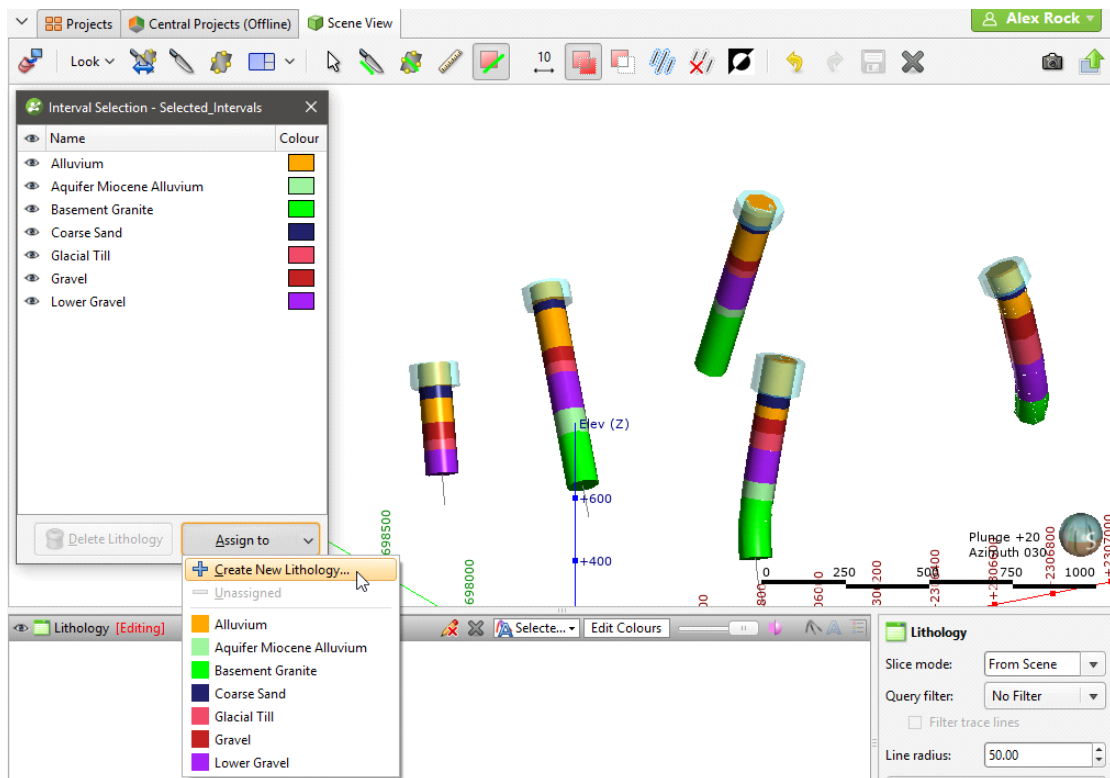 Projects
Central Projects (Offline)
Scene View
Alex Rock
Look
10
Interval Selection - Selected_Intervals
Name Colour
Alluvium
Aquifer Miocene Alluvium
Basement Granite
Coarse Sand
Glacial Till
Gravel
Lower Gravel
Delete Lithology
Assign to
Create New Lithology...
Unassigned
Alluvium
Aquifer Miocene Alluvium
Basement Granite
Coarse Sand
Glacial Till
Gravel
Lower Gravel
Elev (Z)
+600
+400
698500
698000
Plunge +20
Azimuth 030
0 250 500 750 1000
+2306800
+2307000
Lithology [Editing]
Selecte...
Edit Colours
Lithology
Slice mode: From Scene
Query filter: No Filter
Filter trace lines
Line radius: 50.00